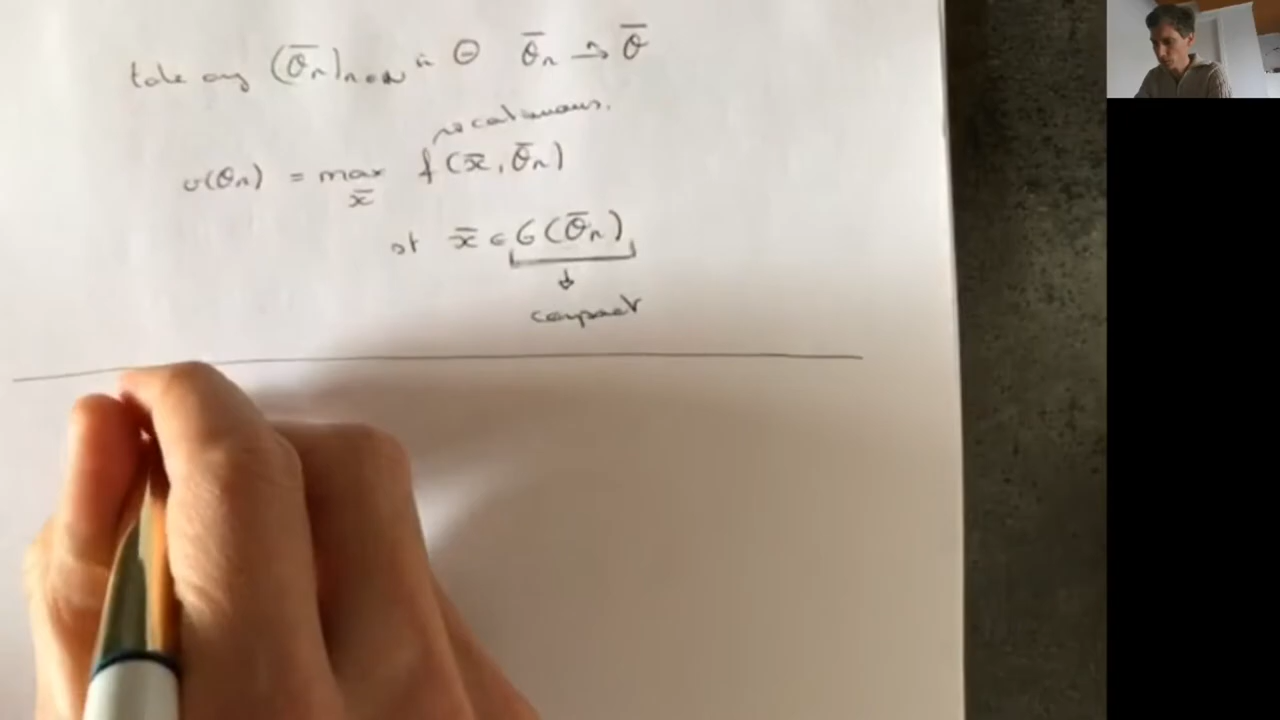 take any (θ̄ₙ)ₙ∈ℕ in Θ θ̄ₙ → θ̄
→ continuous.
v(θₙ) = max f(x̄, θ̄ₙ)
x̄
st x̄ ∈ G(θ̄ₙ)
↓
compact